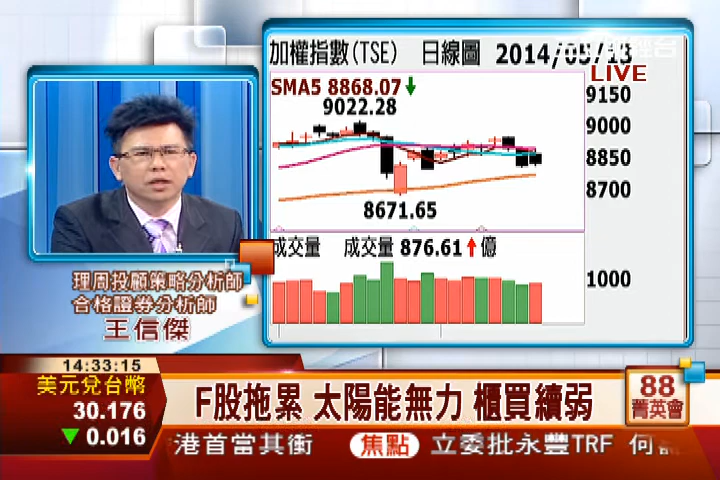 加權指數(TSE) 日線圖 2014/05/13
LIVE
SMA5 8868.07
9022.28
8671.65
9150
9000
8850
8700
成交量 成交量 876.61 億
1000
理周投顧策略分析師
合格證券分析師
王信傑
14:33:15
美元兌台幣
30.176
0.016
F股拖累 太陽能無力 櫃買續弱
88
菁英會
港首當其衝 焦點 立委批永豐TRF 何